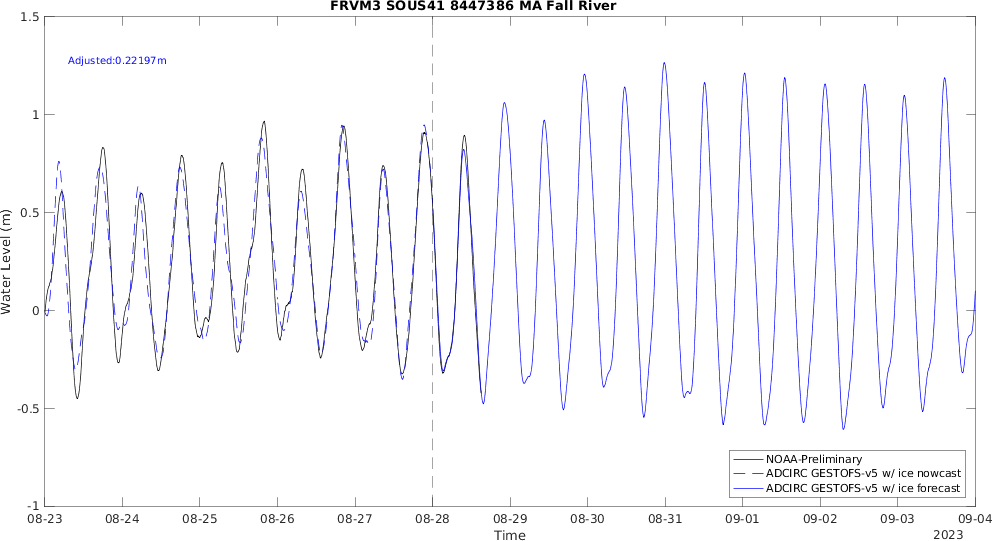 FRVM3 SOUS41 8447386 MA Fall River
Adjusted:0.22197m
1.5
1
0.5
0
-0.5
-1
Water Level (m)
NOAA-Preliminary
ADCIRC GESTOFS-v5 w/ ice nowcast
ADCIRC GESTOFS-v5 w/ ice forecast
08-23 08-24 08-25 08-26 08-27 08-28 08-29 08-30 08-31 09-01 09-02 09-03 09-04
Time
2023